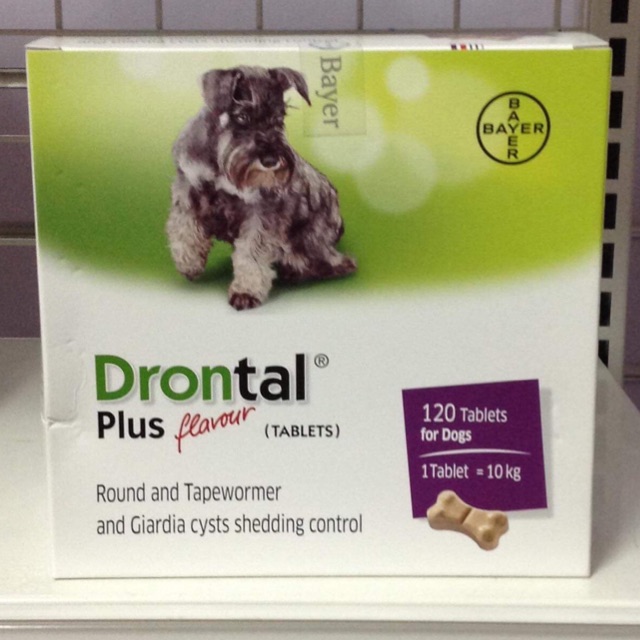 Bayer
BAYER
BAYER
Drontal®
Plus flavour (TABLETS)
120 Tablets
for Dogs
1 Tablet = 10 kg
Round and Tapewormer
and Giardia cysts shedding control